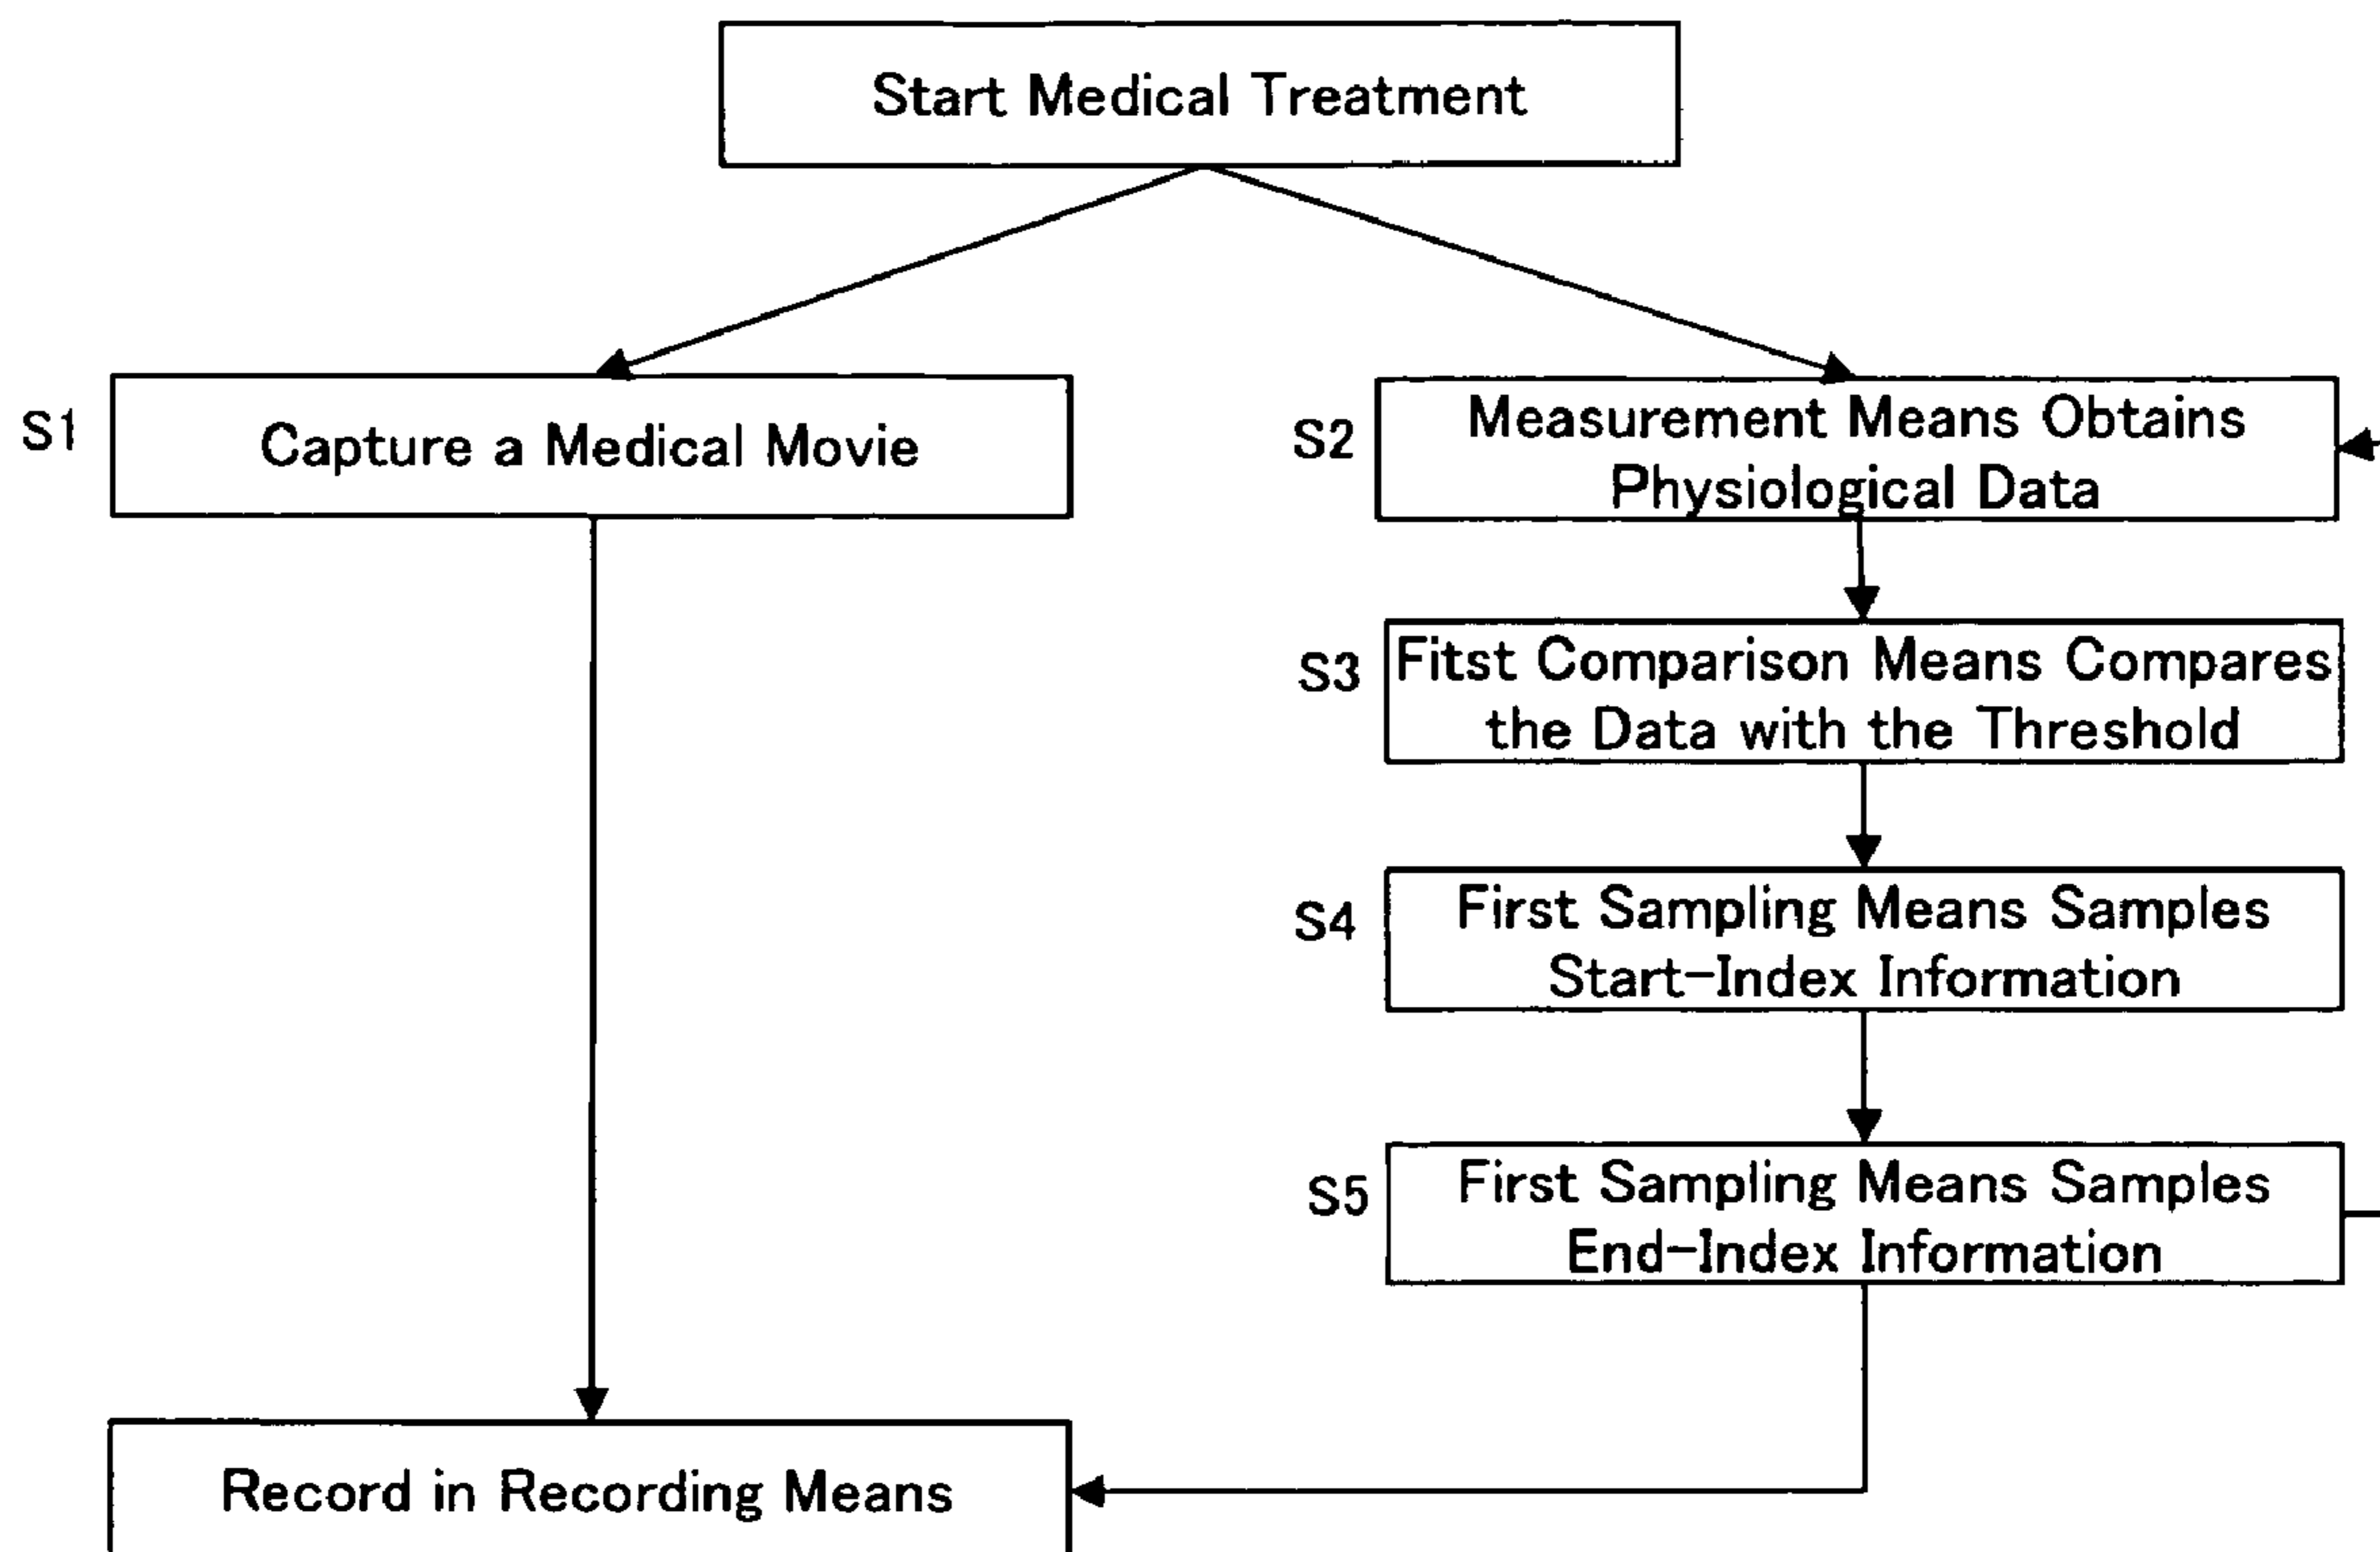 Start Medical Treatment
S1
Capture a Medical Movie
S2
Measurement Means Obtains
Physiological Data
S3
Fitst Comparison Means Compares
the Data with the Threshold
S4
First Sampling Means Samples
Start-Index Information
S5
First Sampling Means Samples
End-Index Information
Record in Recording Means